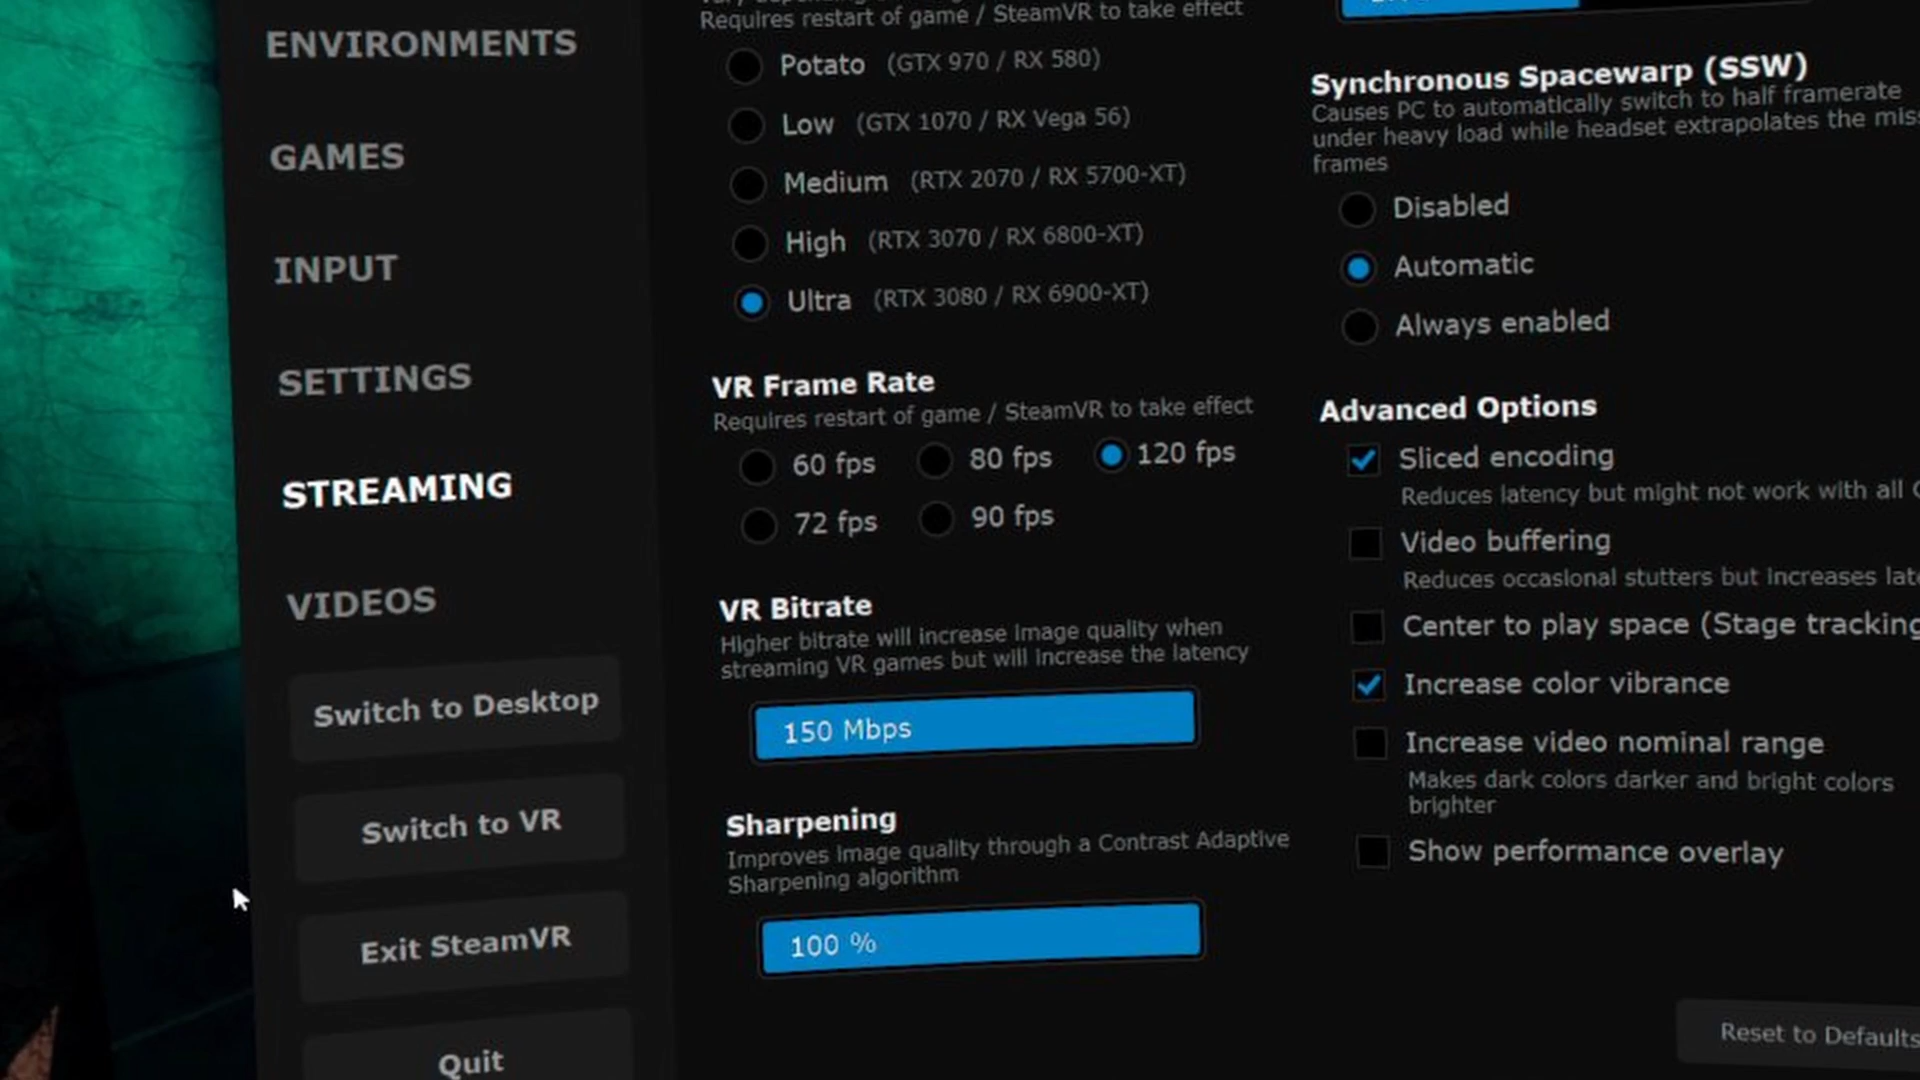 ENVIRONMENTS
GAMES
INPUT
SETTINGS
STREAMING
VIDEOS
Switch to Desktop
Switch to VR
Exit SteamVR
Quit
Requires restart of game / SteamVR to take effect
Potato (GTX 970 / RX 580)
Low (GTX 1070 / RX Vega 56)
Medium (RTX 2070 / RX 5700-XT)
High (RTX 3070 / RX 6800-XT)
Ultra (RTX 3080 / RX 6900-XT)
VR Frame Rate
Requires restart of game / SteamVR to take effect
60 fps 80 fps 120 fps
72 fps 90 fps
VR Bitrate
Higher bitrate will increase image quality when
streaming VR games but will increase the latency
150 Mbps
Sharpening
Improves image quality through a Contrast Adaptive
Sharpening algorithm
100 %
Synchronous Spacewarp (SSW)
Causes PC to automatically switch to half framerate
under heavy load while headset extrapolates the
frames
Disabled
Automatic
Always enabled
Advanced Options
Sliced encoding
Reduces latency but might not work with all
Video buffering
Reduces occasional stutters but increases
Center to play space (Stage tracking
Increase color vibrance
Increase video nominal range
Makes dark colors darker and bright colors
brighter
Show performance overlay
Reset to Defaults